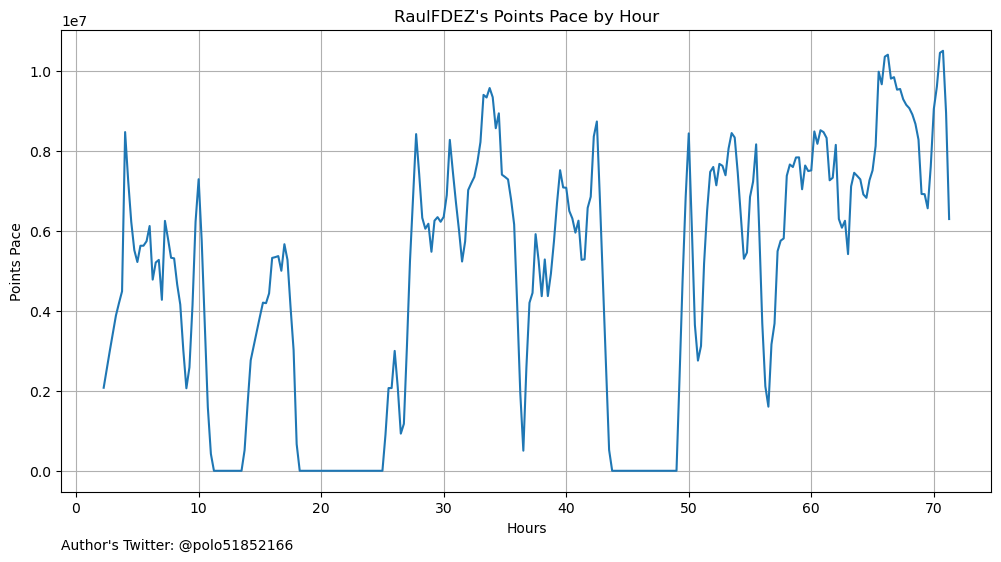 RaulFDEZ's Points Pace by Hour
1e7
1.0
0.8
0.6
0.4
0.2
0.0
Points Pace
0 10 20 30 40 50 60 70
Hours
Author's Twitter: @polo51852166